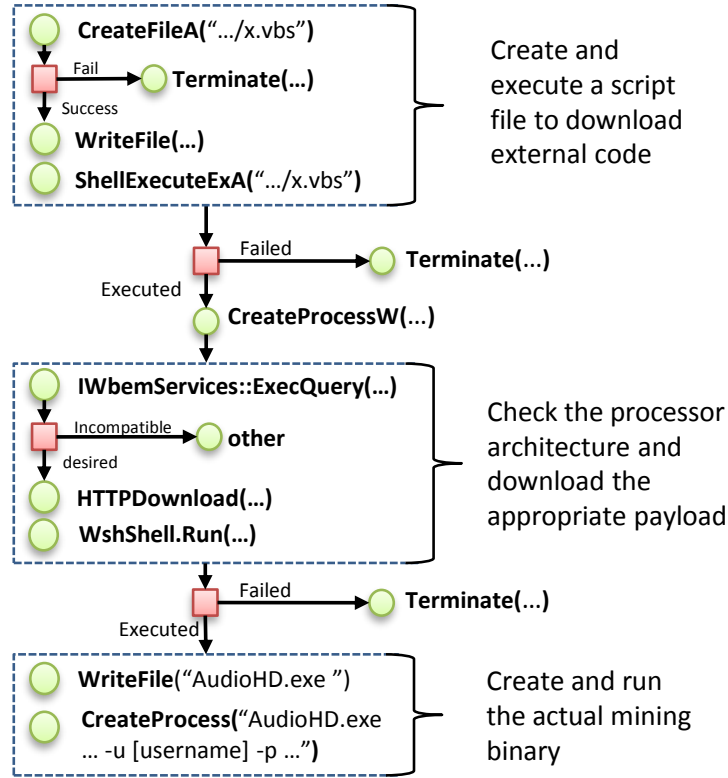 CreateFileA(“.../x.vbs”)
Fail
Terminate(...)
Success
WriteFile(...)
ShellExecuteExA(“.../x.vbs”)
Create and
execute a script
file to download
external code
Failed
Terminate(...)
Executed
CreateProcessW(...)
IWbemServices::ExecQuery(...)
Incompatible
other
desired
HTTPDownload(...)
WshShell.Run(...)
Check the processor
architecture and
download the
appropriate payload
Failed
Terminate(...)
Executed
WriteFile(“AudioHD.exe ”)
CreateProcess(“AudioHD.exe
... -u [username] -p ...”)
Create and run
the actual mining
binary